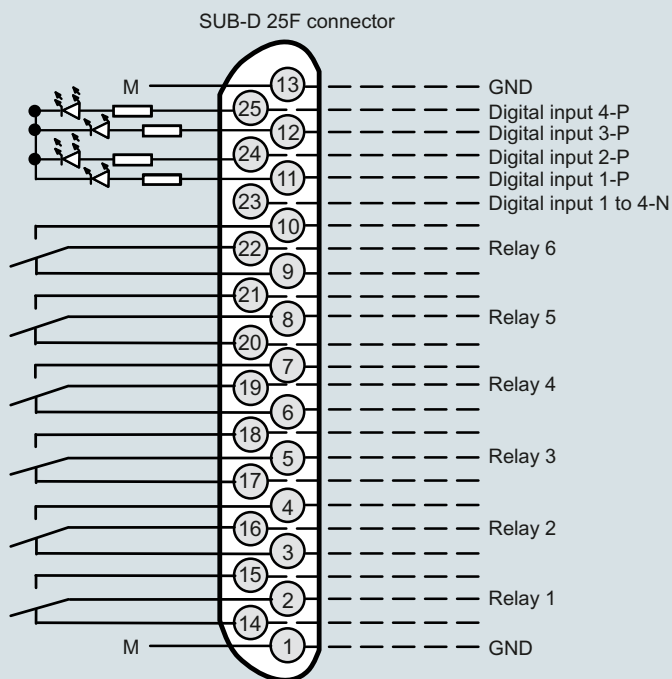 SUB-D 25F connector
M 13 GND
25 Digital input 4-P
12 Digital input 3-P
24 Digital input 2-P
11 Digital input 1-P
23 Digital input 1 to 4-N
10
22 Relay 6
9
21
8 Relay 5
20
7
19 Relay 4
6
18
5 Relay 3
17
4
16 Relay 2
3
15
2 Relay 1
14
M 1 GND